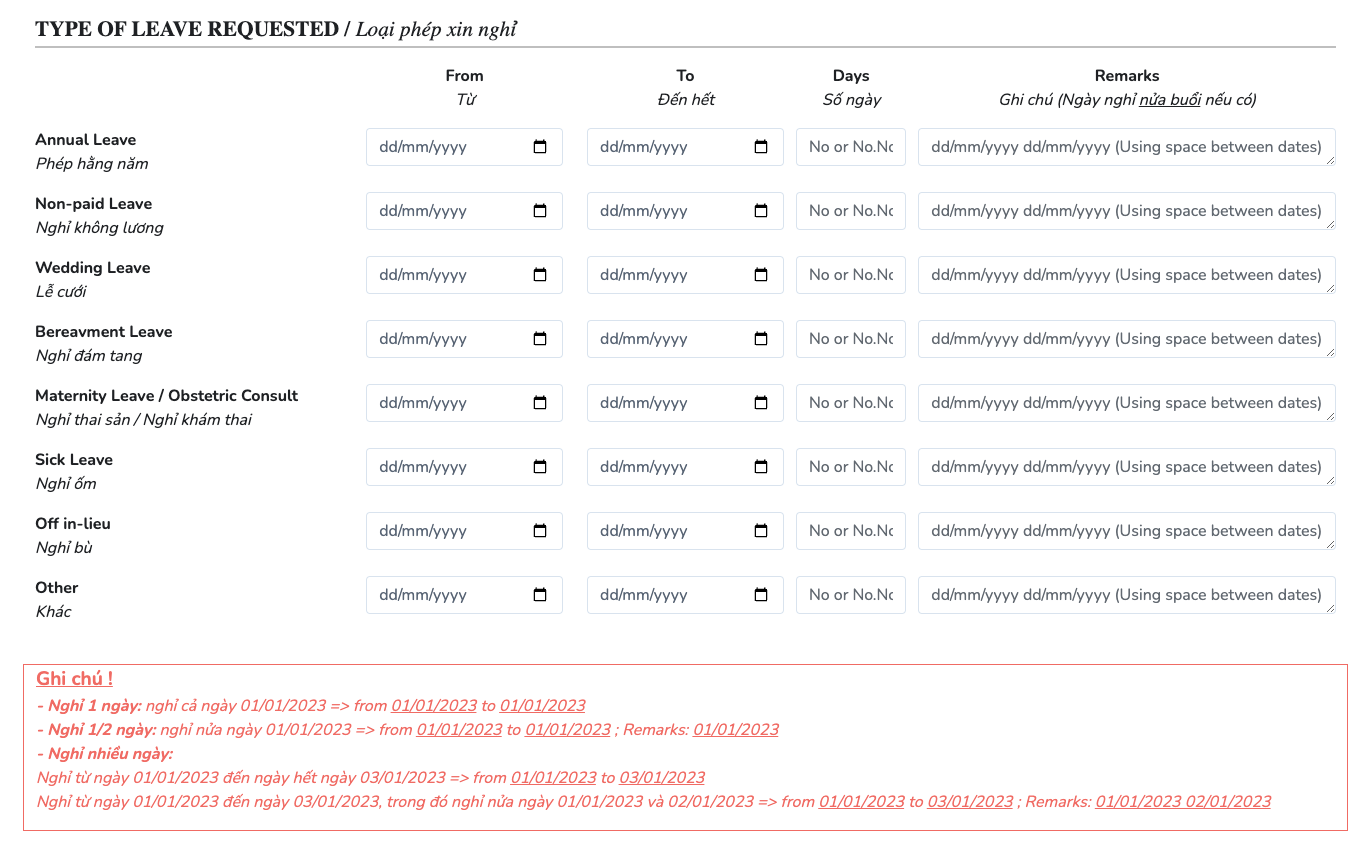 TYPE OF LEAVE REQUESTED / Loại phép xin nghỉ
From To Days Remarks
Từ Đến hết Số ngày Ghi chú (Ngày nghỉ nửa buổi nếu có)
Annual Leave
Phép hằng năm
dd/mm/yyyy dd/mm/yyyy No or No.Nc dd/mm/yyyy dd/mm/yyyy (Using space between dates)
Non-paid Leave
Nghỉ không lương
dd/mm/yyyy dd/mm/yyyy No or No.Nc dd/mm/yyyy dd/mm/yyyy (Using space between dates)
Wedding Leave
Lễ cưới
dd/mm/yyyy dd/mm/yyyy No or No.Nc dd/mm/yyyy dd/mm/yyyy (Using space between dates)
Bereavment Leave
Nghỉ đám tang
dd/mm/yyyy dd/mm/yyyy No or No.Nc dd/mm/yyyy dd/mm/yyyy (Using space between dates)
Maternity Leave / Obstetric Consult
Nghỉ thai sản / Nghỉ khám thai
dd/mm/yyyy dd/mm/yyyy No or No.Nc dd/mm/yyyy dd/mm/yyyy (Using space between dates)
Sick Leave
Nghỉ ốm
dd/mm/yyyy dd/mm/yyyy No or No.Nc dd/mm/yyyy dd/mm/yyyy (Using space between dates)
Off in-lieu
Nghỉ bù
dd/mm/yyyy dd/mm/yyyy No or No.Nc dd/mm/yyyy dd/mm/yyyy (Using space between dates)
Other
Khác
dd/mm/yyyy dd/mm/yyyy No or No.Nc dd/mm/yyyy dd/mm/yyyy (Using space between dates)
Ghi chú !
- Nghỉ 1 ngày: nghỉ cả ngày 01/01/2023 => from 01/01/2023 to 01/01/2023
- Nghỉ 1/2 ngày: nghỉ nửa ngày 01/01/2023 => from 01/01/2023 to 01/01/2023 ; Remarks: 01/01/2023
- Nghỉ nhiều ngày:
Nghỉ từ ngày 01/01/2023 đến ngày hết ngày 03/01/2023 => from 01/01/2023 to 03/01/2023
Nghỉ từ ngày 01/01/2023 đến ngày 03/01/2023, trong đó nghỉ nửa ngày 01/01/2023 và 02/01/2023 => from 01/01/2023 to 03/01/2023 ; Remarks: 01/01/2023 02/01/2023